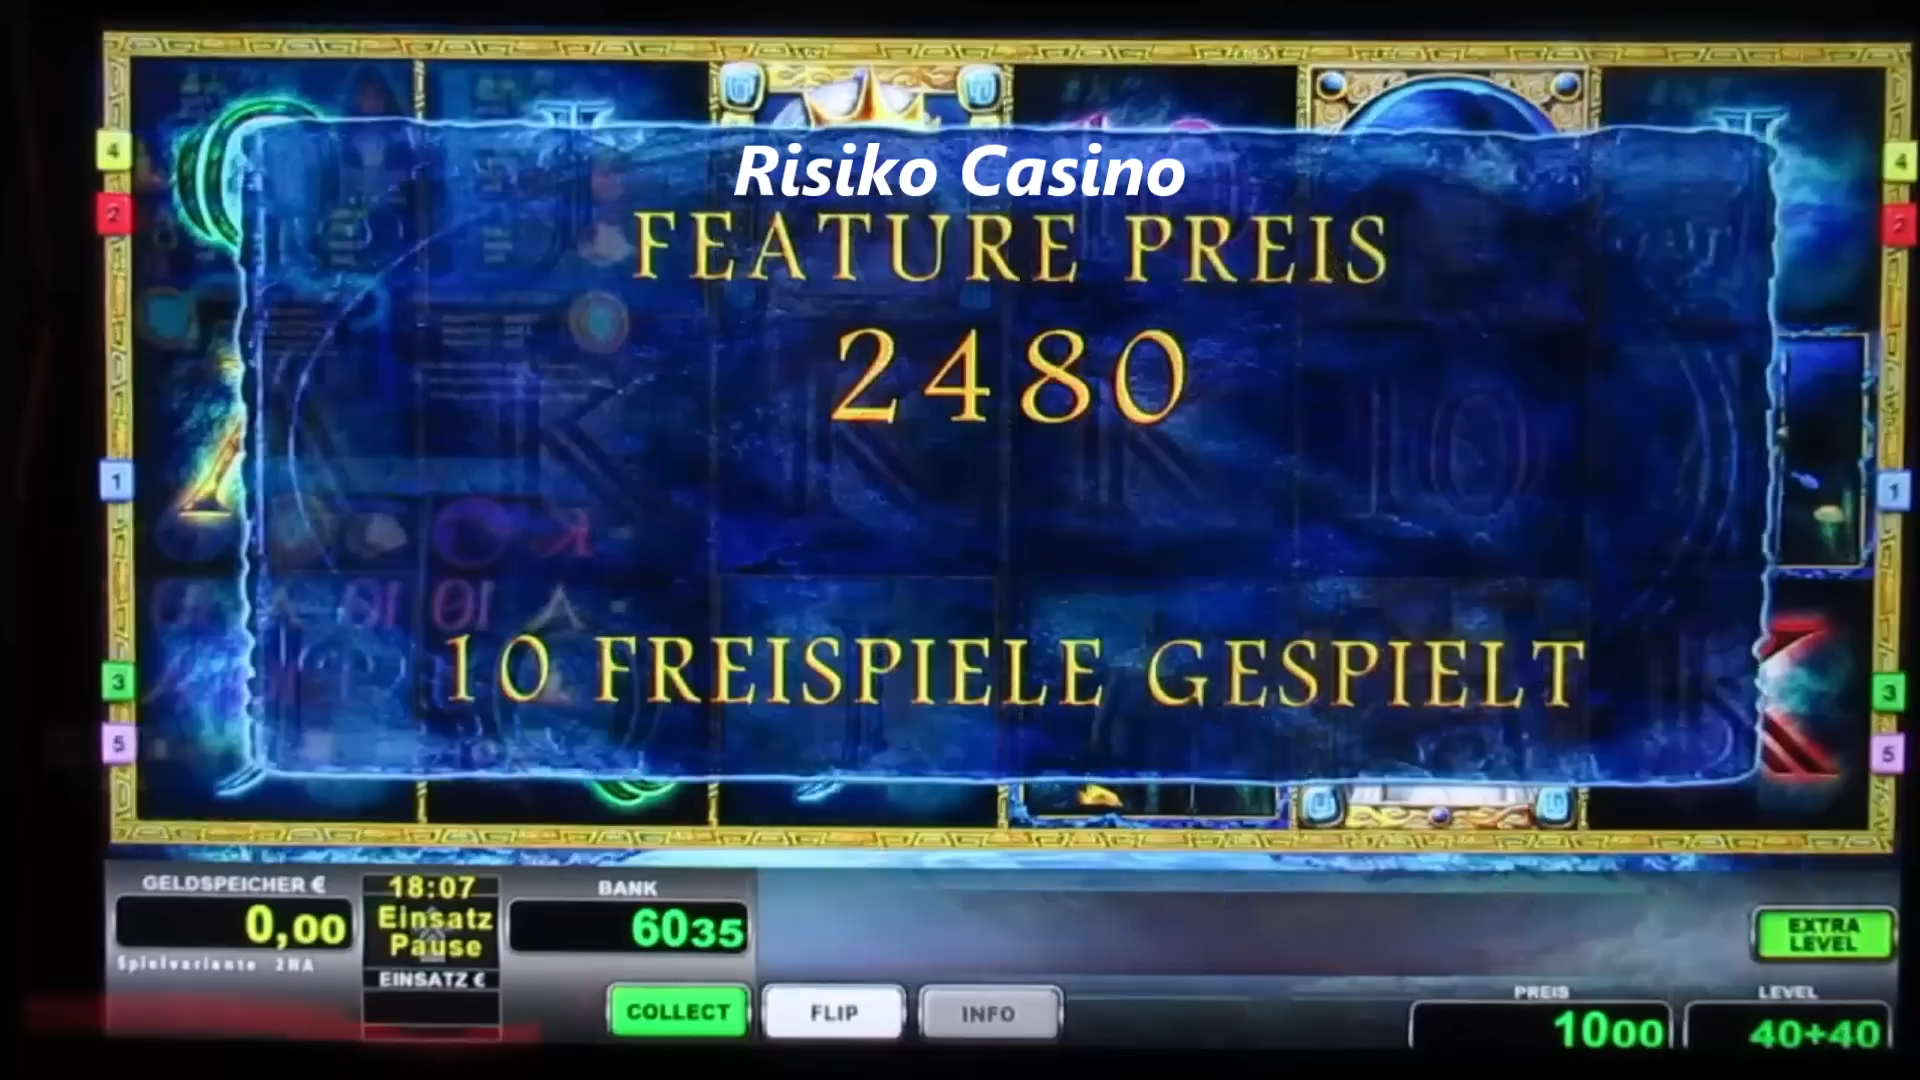 Risiko Casino
FEATURE PREIS
2480
10 FREISPIELE GESPIELT
4
2
1
3
5
4
2
1
3
5
K
K
K
10
GELDSPEICHER €
0,00
Spielvariante 2NA
18:07
Einsatz
Pause
EINSATZ €
BANK
6035
COLLECT
FLIP
INFO
EXTRA
LEVEL
PREIS
1000
LEVEL
40+40